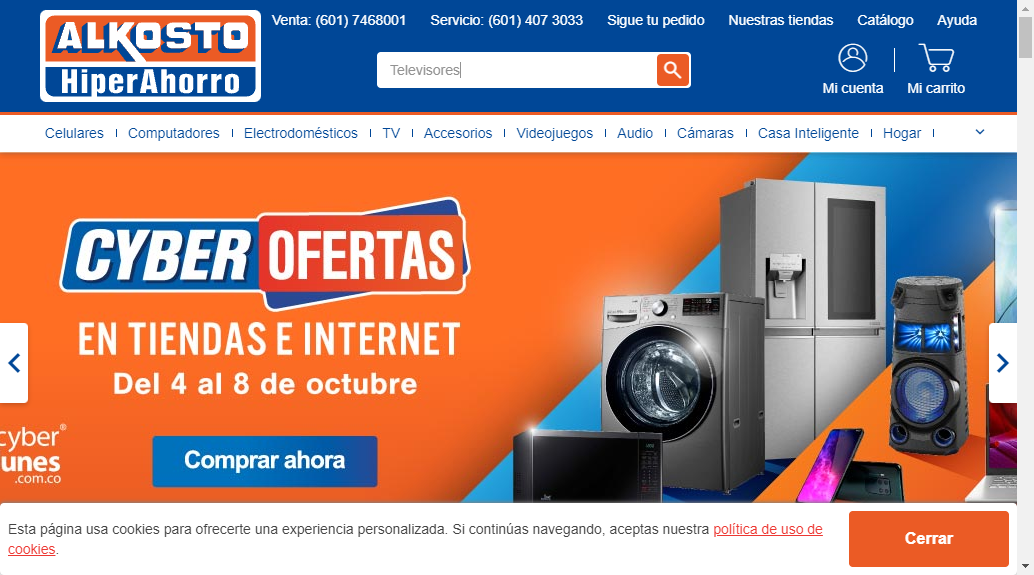 ALKOSTO
HiperAhorro
Venta: (601) 7468001 Servicio: (601) 407 3033 Sigue tu pedido Nuestras tiendas Catálogo Ayuda
Televisores
Mi cuenta Mi carrito
Celulares Computadores Electrodomésticos TV Accesorios Videojuegos Audio Cámaras Casa Inteligente Hogar
CYBER OFERTAS
EN TIENDAS E INTERNET
Del 4 al 8 de octubre
cyber®
lunes
.com.co
Comprar ahora
Esta página usa cookies para ofrecerte una experiencia personalizada. Si continúas navegando, aceptas nuestra política de uso de
cookies.
Cerrar